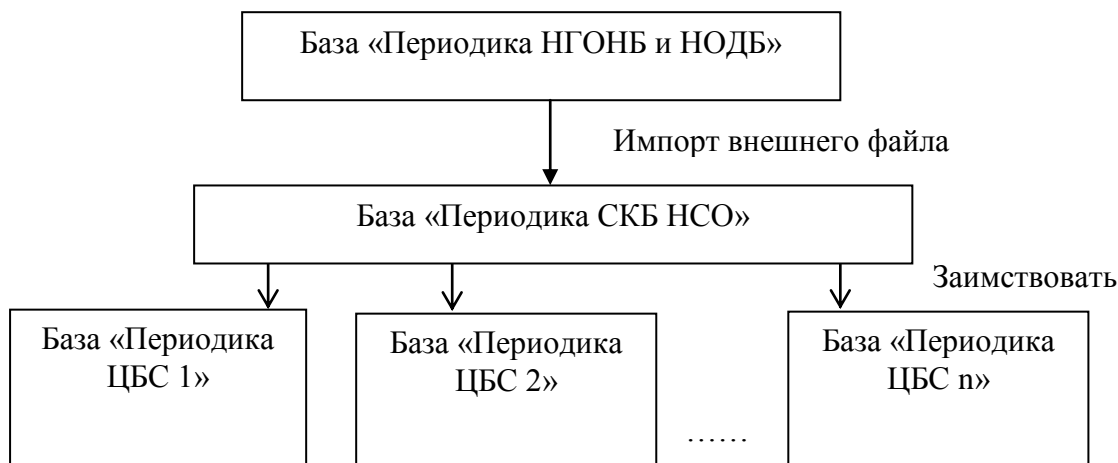 База «Периодика НГОНБ и НОДБ»
Импорт внешнего файла
База «Периодика СКБ НСО»
Заимствовать
База «Периодика
ЦБС 1»
База «Периодика
ЦБС 2»
База «Периодика
ЦБС n»
……